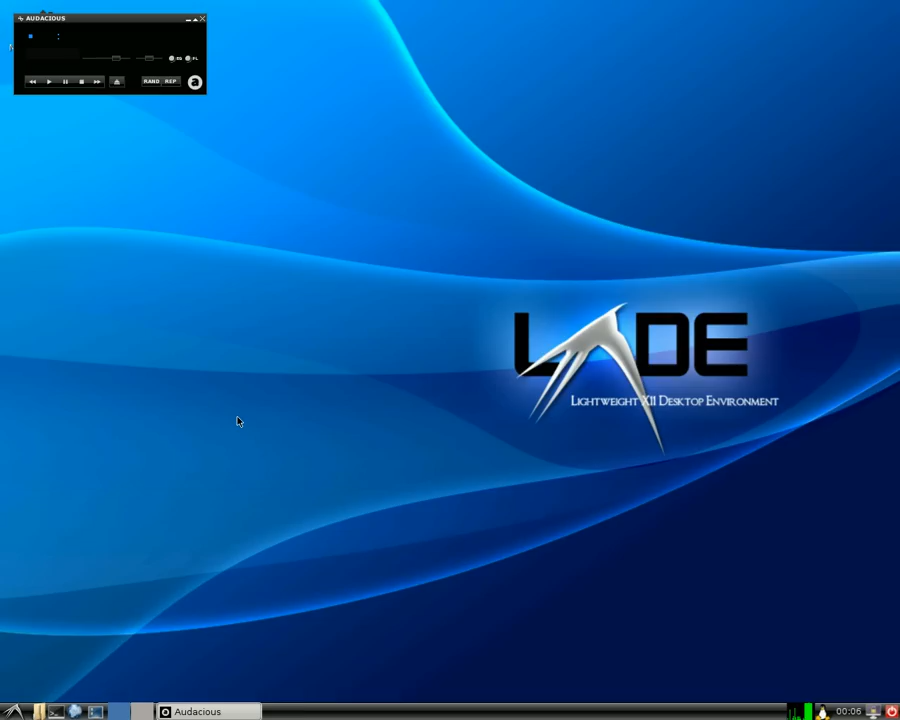 AUDACIOUS
:
EQ PL
RAND REP
a
LXDE
Lightweight X11 Desktop Environment
Audacious
00:06